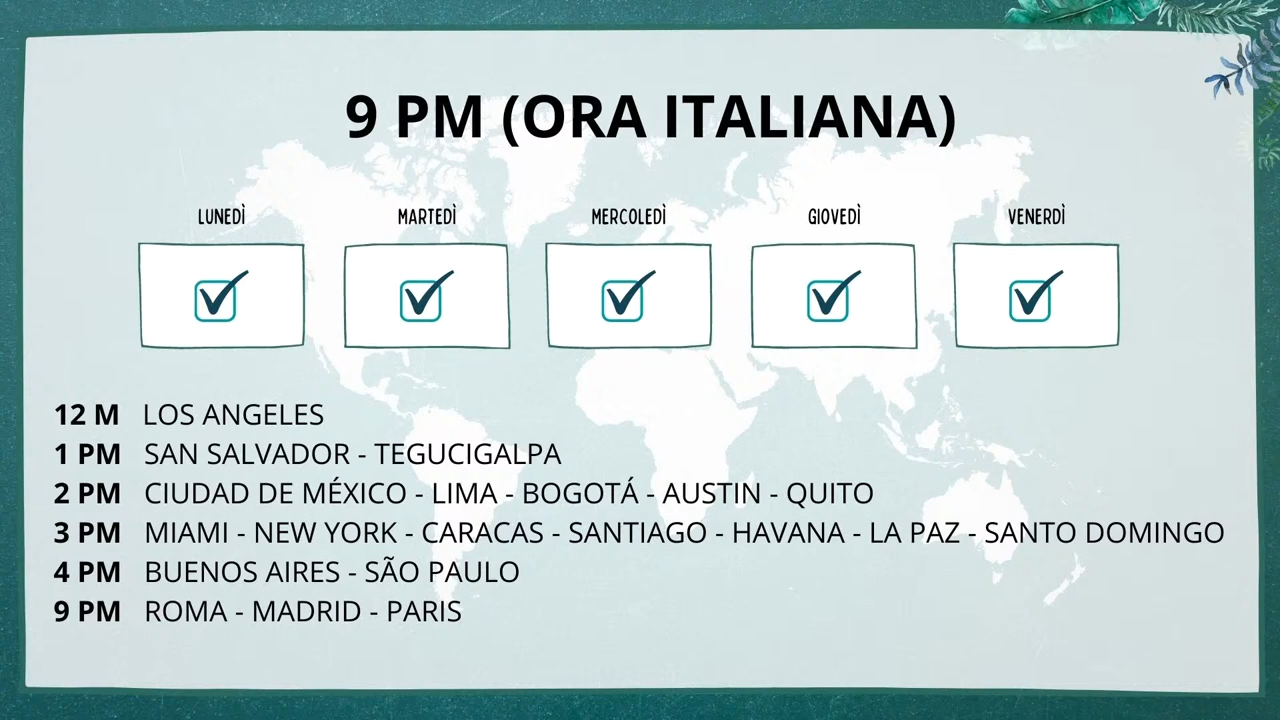 9 PM (ORA ITALIANA)
LUNEDÌ MARTEDÌ MERCOLEDÌ GIOVEDÌ VENERDÌ
12 M LOS ANGELES
1 PM SAN SALVADOR - TEGUCIGALPA
2 PM CIUDAD DE MÉXICO - LIMA - BOGOTÁ - AUSTIN - QUITO
3 PM MIAMI - NEW YORK - CARACAS - SANTIAGO - HAVANA - LA PAZ - SANTO DOMINGO
4 PM BUENOS AIRES - SÃO PAULO
9 PM ROMA - MADRID - PARIS